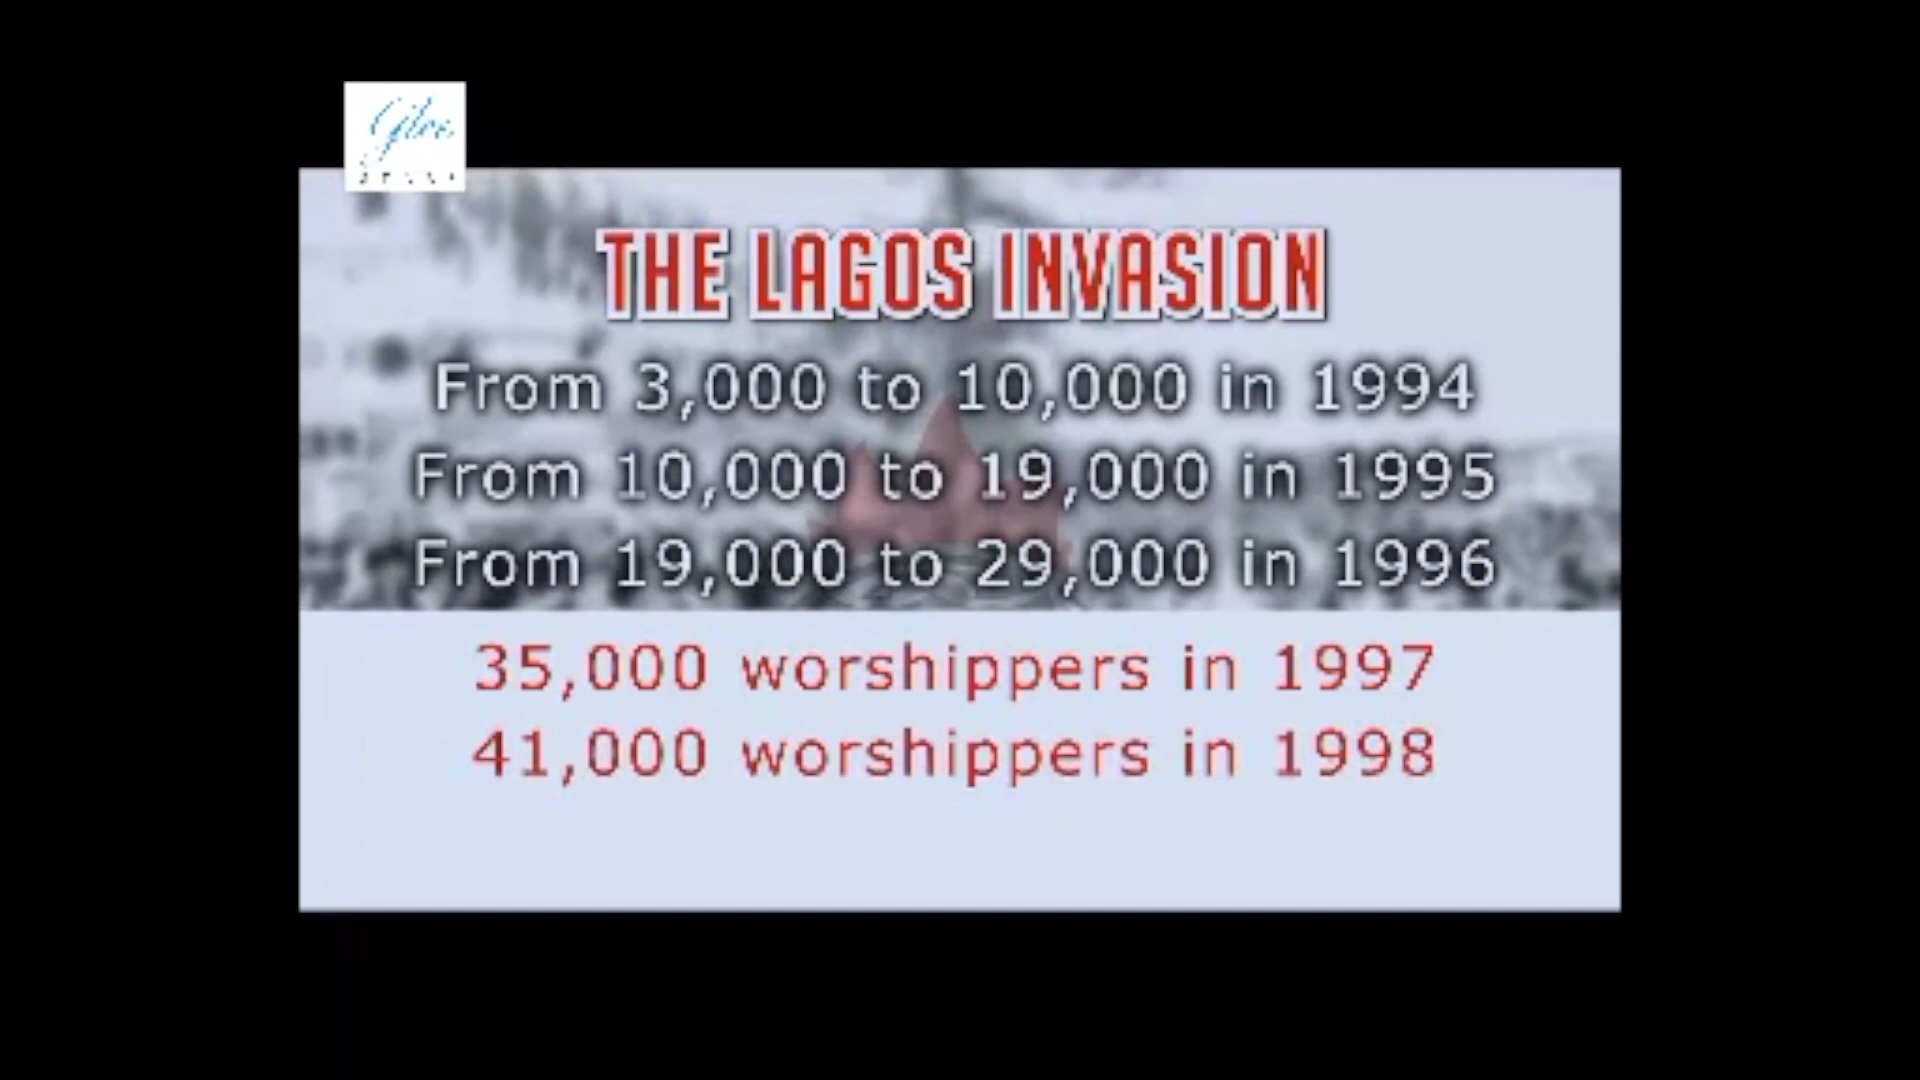 THE LAGOS INVASION
From 3,000 to 10,000 in 1994
From 10,000 to 19,000 in 1995
From 19,000 to 29,000 in 1996
35,000 worshippers in 1997
41,000 worshippers in 1998